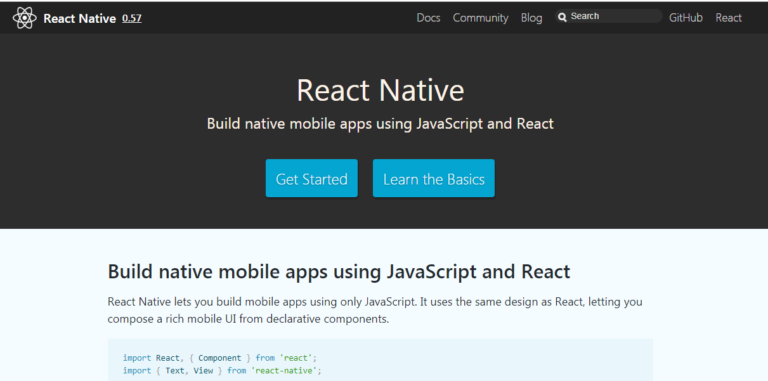 React Native 0.57 Docs Community Blog Search GitHub React
React Native
Build native mobile apps using JavaScript and React
Get Started Learn the Basics
Build native mobile apps using JavaScript and React
React Native lets you build mobile apps using only JavaScript. It uses the same design as React, letting you
compose a rich mobile UI from declarative components.
import React, { Component } from 'react';
import { Text, View } from 'react-native';